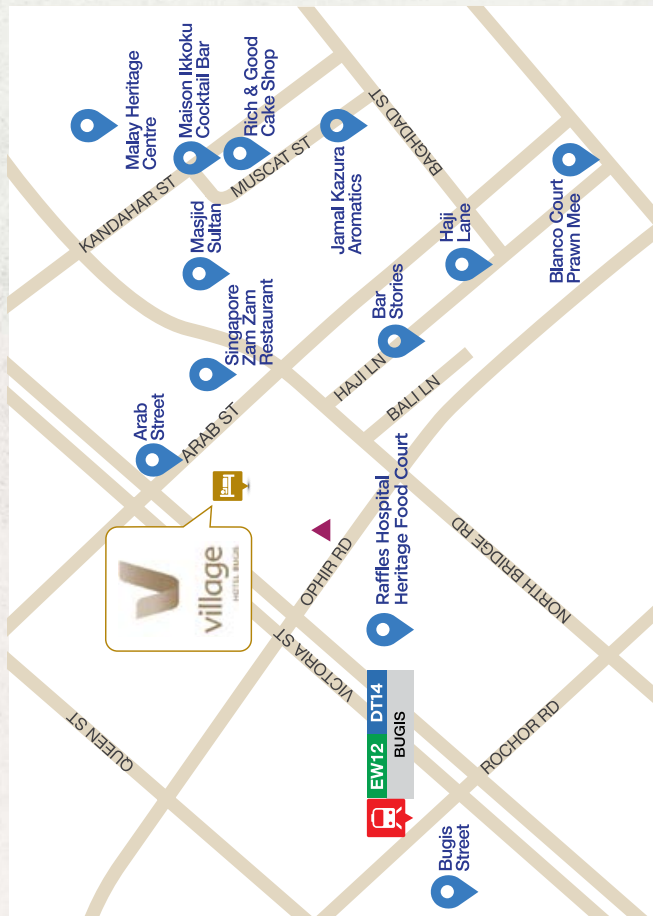 Malay Heritage
Centre
Maison Ikkoku
Cocktail Bar
Rich & Good
Cake Shop
KANDAHAR ST
MUSCAT ST
BAGHDAD ST
Masjid
Sultan
Jamal Kazura
Aromatics
Singapore
Zam Zam
Restaurant
Haji
Lane
Blanco Court
Prawn Mee
Bar
Stories
HAJI LN
BALI LN
Arab
Street
ARAB ST
village
HOTEL BUGIS
OPHIR RD
Raffles Hospital
Heritage Food Court
NORTH BRIDGE RD
VICTORIA ST
QUEEN ST
EW12 DT14
BUGIS
ROCHOR RD
Bugis
Street